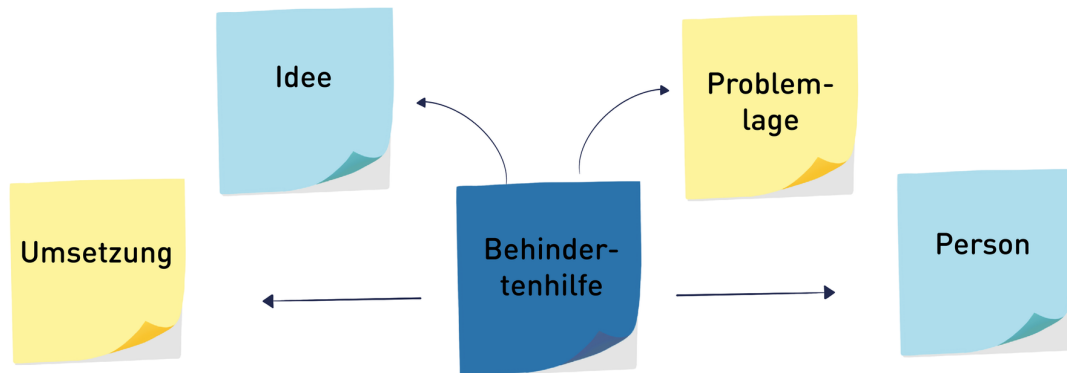 Idee
Problem-
lage
Umsetzung
Behinder-
tenhilfe
Person